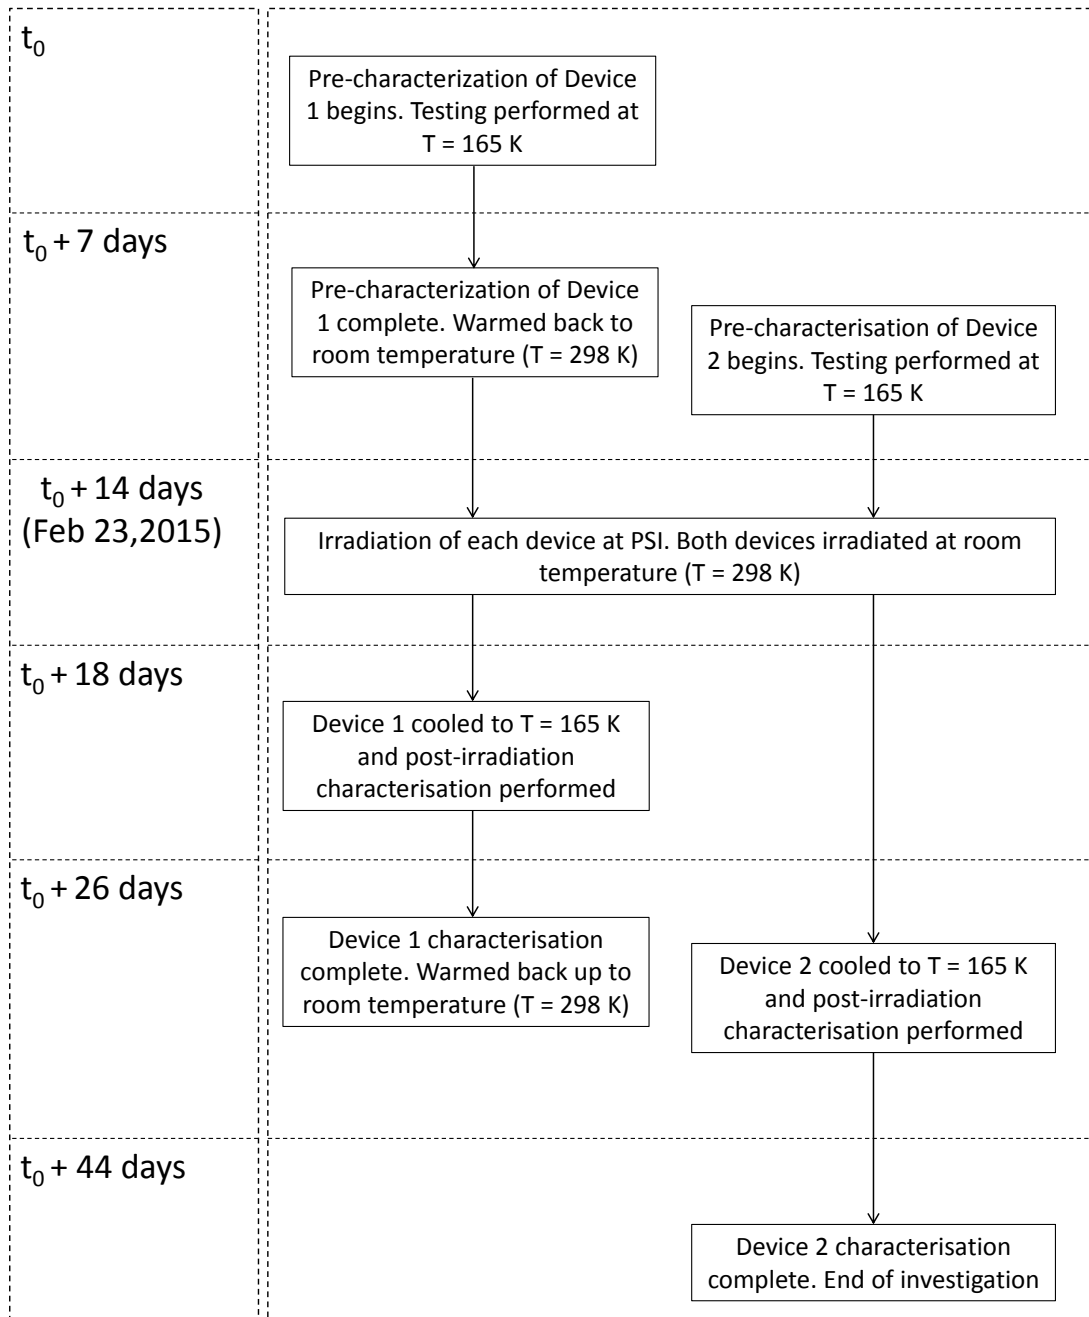 t₀
Pre-characterization of Device
1 begins. Testing performed at
T = 165 K
t₀ + 7 days
Pre-characterization of Device
1 complete. Warmed back to
room temperature (T = 298 K)
Pre-characterisation of Device
2 begins. Testing performed at
T = 165 K
t₀ + 14 days
(Feb 23,2015)
Irradiation of each device at PSI. Both devices irradiated at room
temperature (T = 298 K)
t₀ + 18 days
Device 1 cooled to T = 165 K
and post-irradiation
characterisation performed
t₀ + 26 days
Device 1 characterisation
complete. Warmed back up to
room temperature (T = 298 K)
Device 2 cooled to T = 165 K
and post-irradiation
characterisation performed
t₀ + 44 days
Device 2 characterisation
complete. End of investigation